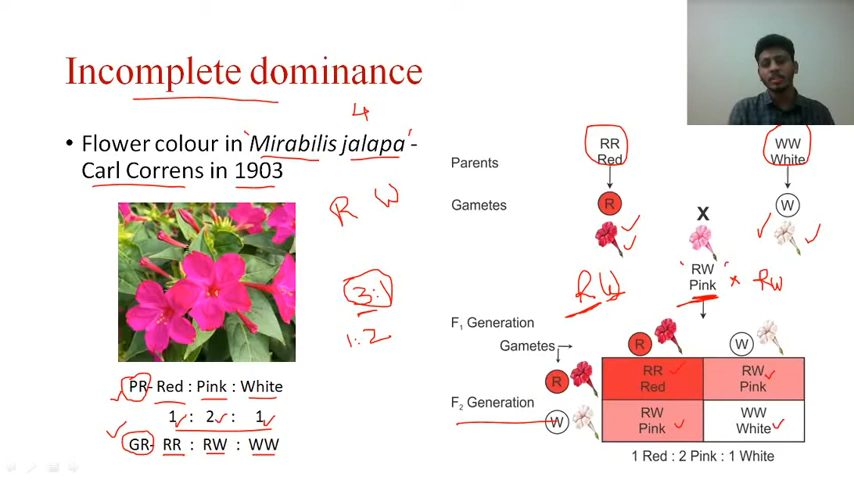 Incomplete dominance
4
• Flower colour in 'Mirabilis jalapa'-
Carl Correns in 1903
R W
3:1
1:2
PR- Red : Pink : White
1 : 2 : 1
GR- RR : RW : WW
Parents
RR
Red
WW
White
Gametes
R
W
X
RW
Pink
x RW
RW
F1 Generation
Gametes
R
W
R
RR
Red
RW
Pink
F2 Generation
W
RW
Pink
WW
White
1 Red : 2 Pink : 1 White